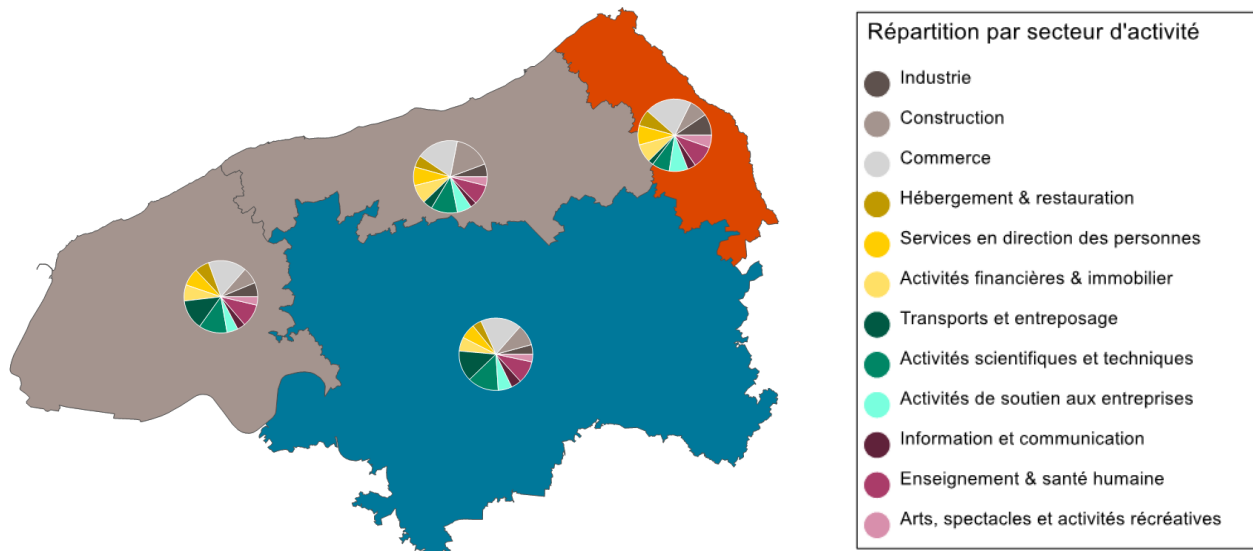 Répartition par secteur d'activité
Industrie
Construction
Commerce
Hébergement & restauration
Services en direction des personnes
Activités financières & immobilier
Transports et entreposage
Activités scientifiques et techniques
Activités de soutien aux entreprises
Information et communication
Enseignement & santé humaine
Arts, spectacles et activités récréatives